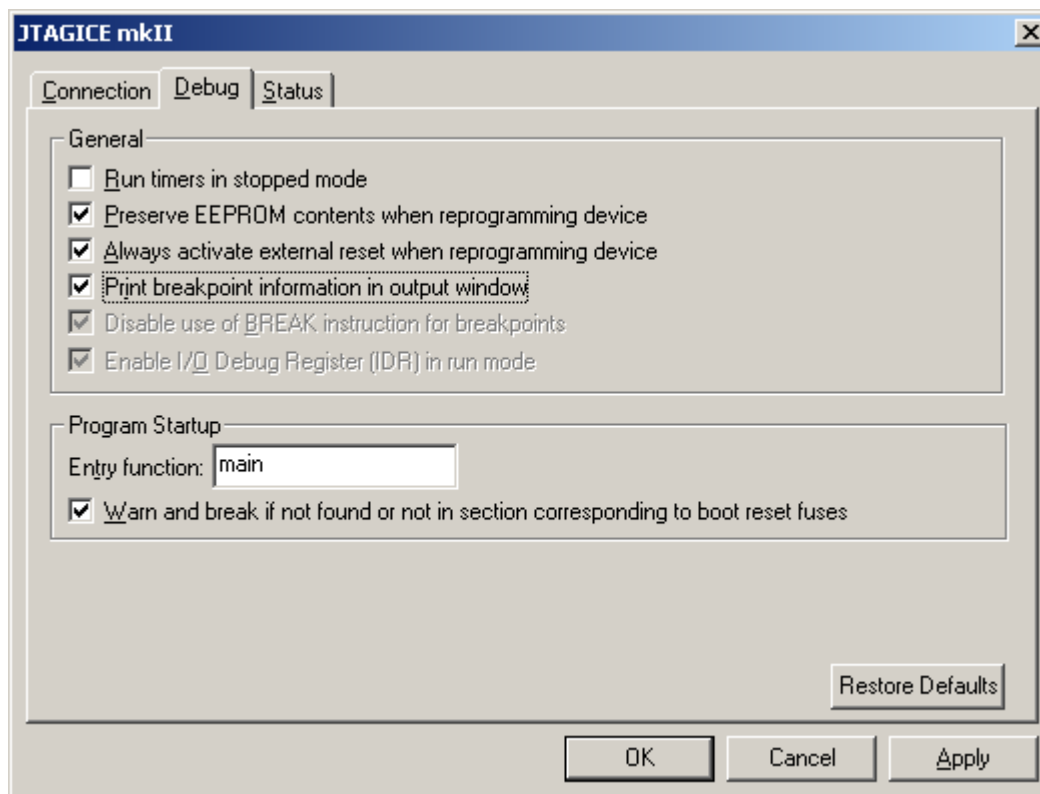 JTAGICE mkII
Connection Debug Status
General
Run timers in stopped mode
Preserve EEPROM contents when reprogramming device
Always activate external reset when reprogramming device
Print breakpoint information in output window
Disable use of BREAK instruction for breakpoints
Enable I/O Debug Register (IDR) in run mode
Program Startup
Entry function: main
Warn and break if not found or not in section corresponding to boot reset fuses
Restore Defaults
OK Cancel Apply